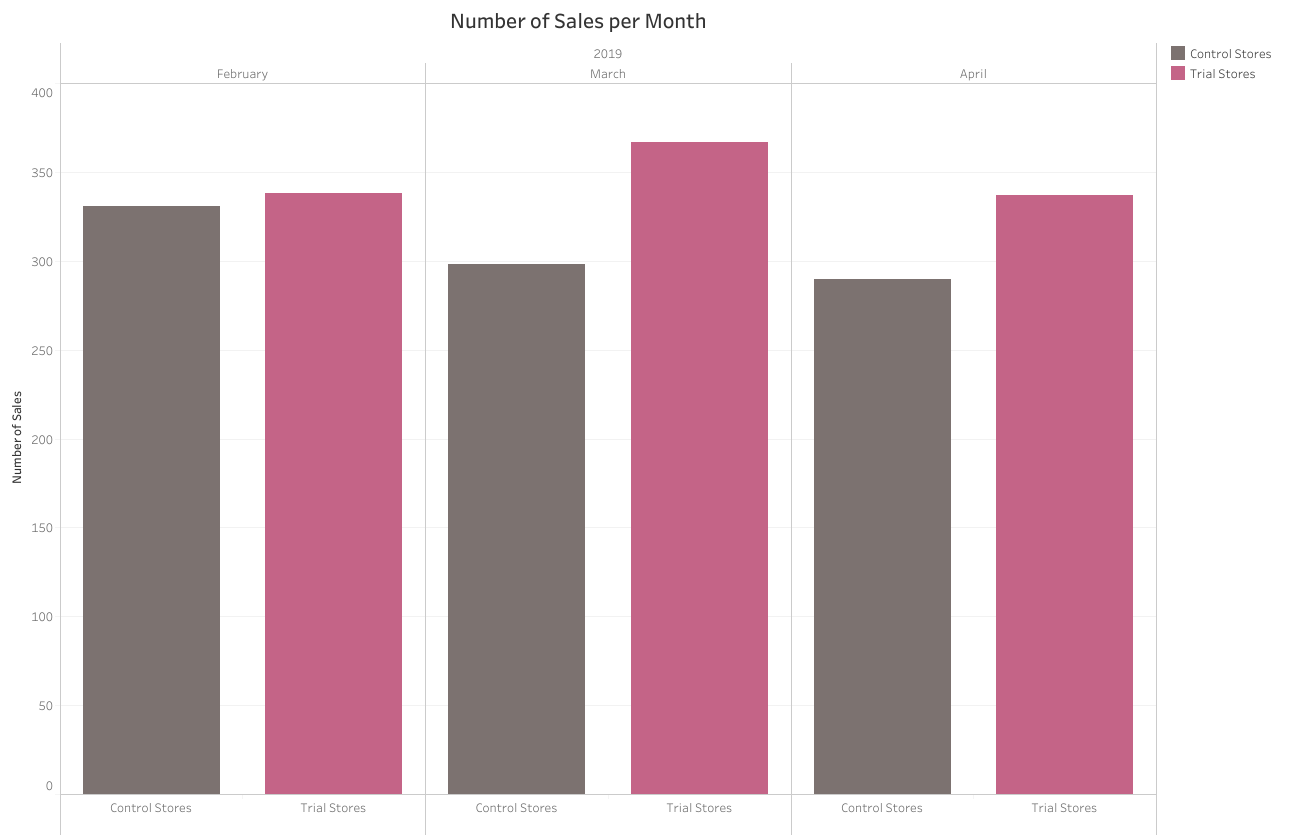 Number of Sales per Month
2019
February March April
Control Stores
Trial Stores
400
350
300
250
200
150
100
50
0
Number of Sales
Control Stores Trial Stores Control Stores Trial Stores Control Stores Trial Stores